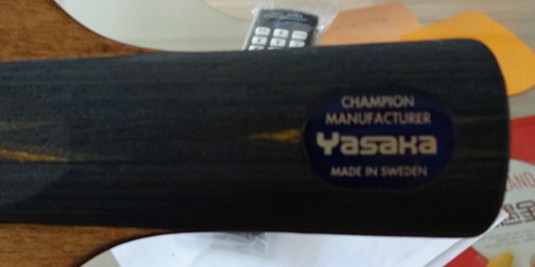 CHAMPION
MANUFACTURER
Yasaka
MADE IN SWEDEN